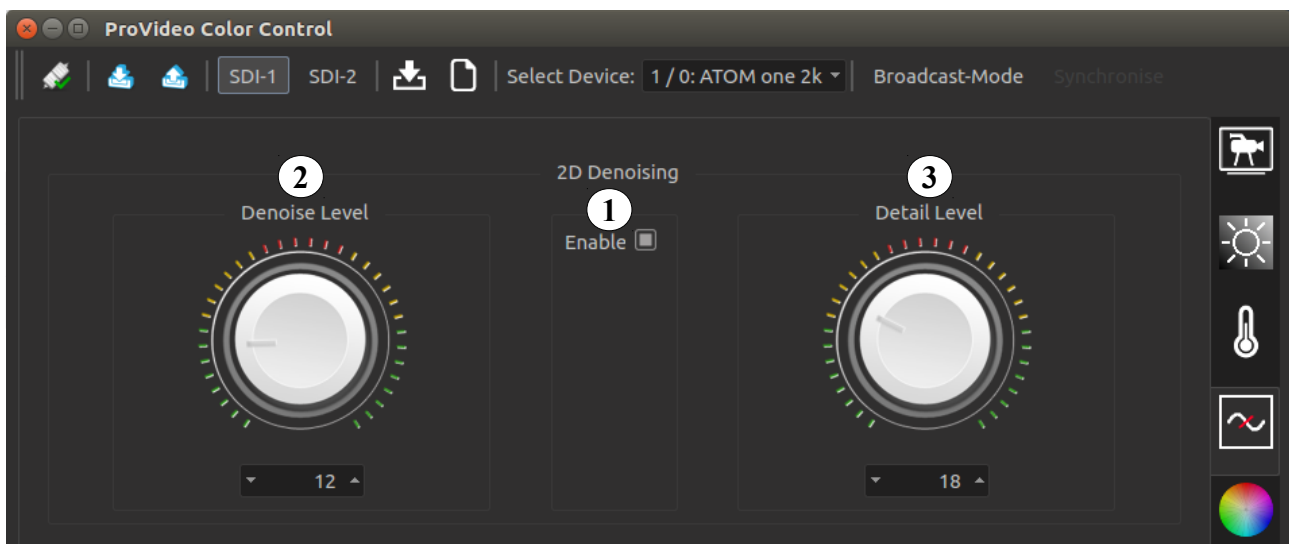 ProVideo Color Control
SDI-1 SDI-2 Select Device: 1 / 0: ATOM one 2k Broadcast-Mode Synchronise
2D Denoising
2 1 3
Denoise Level Detail Level
Enable
12 18